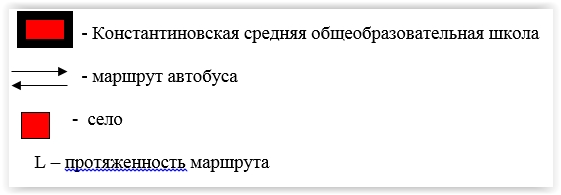 - Константиновская средняя общеобразовательная школа
- маршрут автобуса
- село
L – протяженность маршрута